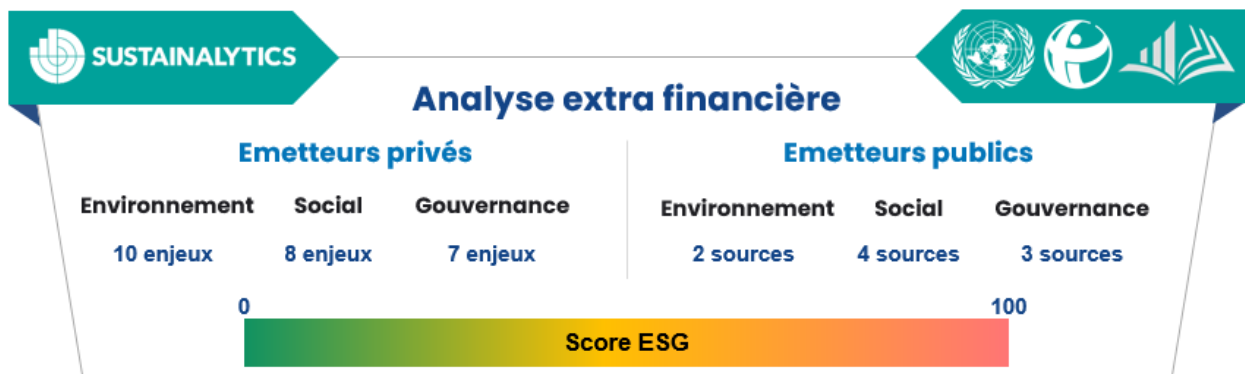 SUSTAINALYTICS
Analyse extra financière
Emetteurs privés
Emetteurs publics
Environnement Social Gouvernance
Environnement Social Gouvernance
10 enjeux 8 enjeux 7 enjeux
2 sources 4 sources 3 sources
0 100
Score ESG